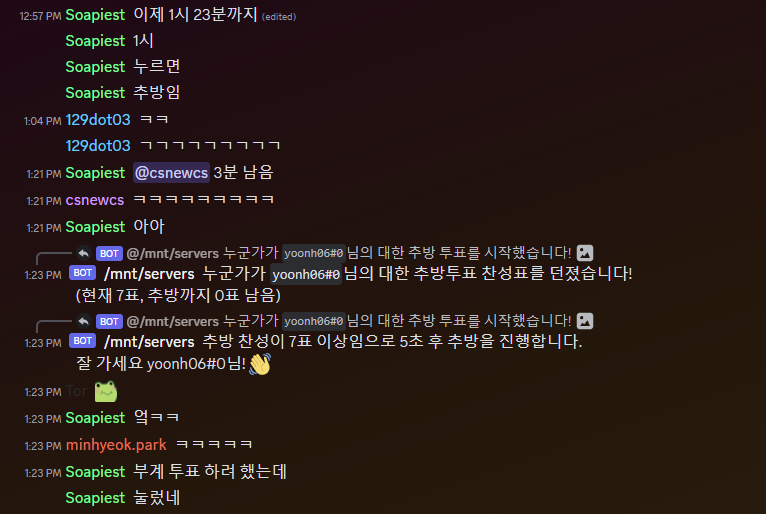 12:57 PM Soapiest 이제 1시 23분까지 (edited)
Soapiest 1시
Soapiest 누르면
Soapiest 추방임
1:04 PM 129dot03 ㅋㅋ
129dot03 ㄱㄱㄱㄱㄱㄱㄱㄱㄱ
1:21 PM Soapiest @csnewcs 3분 남음
1:21 PM csnewcs ㅋㅋㅋㅋㅋㅋㅋㅋㅋ
1:21 PM Soapiest 아아
BOT @/mnt/servers 누군가가 yoonh06#0님의 대한 추방 투표를 시작했습니다!
1:23 PM BOT /mnt/servers 누군가가 yoonh06#0님의 대한 추방투표 찬성표를 던졌습니다!
(현재 7표, 추방까지 0표 남음)
BOT @/mnt/servers 누군가가 yoonh06#0님의 대한 추방 투표를 시작했습니다!
1:23 PM BOT /mnt/servers 추방 찬성이 7표 이상임으로 5초 후 추방을 진행합니다.
잘 가세요 yoonh06#0님! 👋
1:23 PM Tor 🐸
1:23 PM Soapiest 엌ㅋㅋ
1:23 PM minhyeok.park ㅋㅋㅋㅋㅋ
1:23 PM Soapiest 부계 투표 하려 했는데
Soapiest 눌렀네